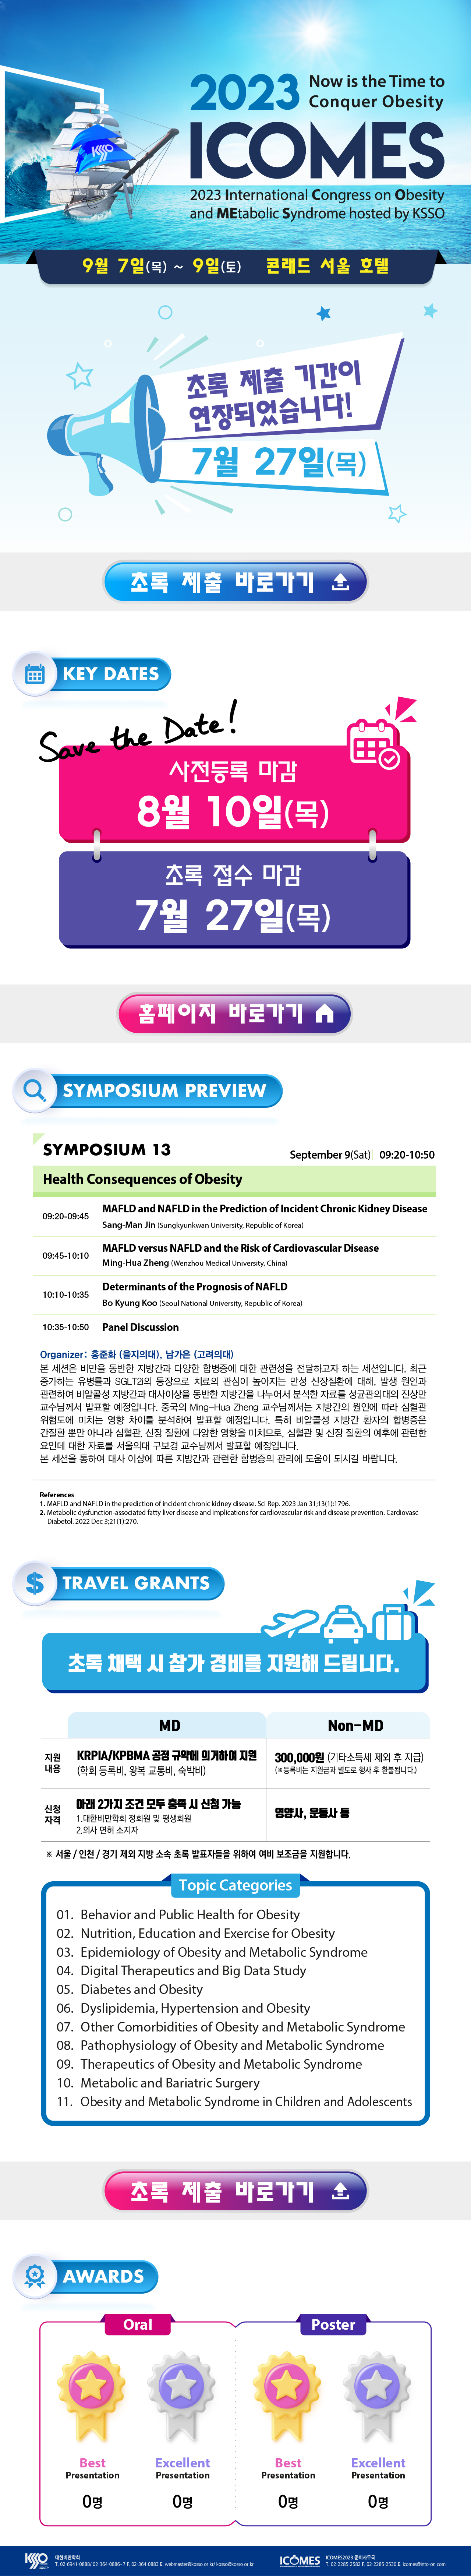 2023 Now is the Time to
Conquer Obesity
KSSO
ICOMES
2023 International Congress on Obesity
and MEtabolic Syndrome hosted by KSSO
9월 7일(목) ~ 9일(토) 콘래드 서울 호텔
초록 제출 기간이
연장되었습니다!
7월 27일(목)
초록 제출 바로가기
KEY DATES
Save the Date!
사전등록 마감
8월 10일(목)
초록 접수 마감
7월 27일(목)
홈페이지 바로가기
SYMPOSIUM PREVIEW
SYMPOSIUM 13 September 9(Sat) 09:20-10:50
Health Consequences of Obesity
09:20-09:45 MAFLD and NAFLD in the Prediction of Incident Chronic Kidney Disease
Sang-Man Jin (Sungkyunkwan University, Republic of Korea)
09:45-10:10 MAFLD versus NAFLD and the Risk of Cardiovascular Disease
Ming-Hua Zheng (Wenzhou Medical University, China)
10:10-10:35 Determinants of the Prognosis of NAFLD
Bo Kyung Koo (Seoul National University, Republic of Korea)
10:35-10:50 Panel Discussion
Organizer: 홍준화 (을지의대), 남가은 (고려의대)
본 세션은 비만을 동반한 지방간과 다양한 합병증에 대한 관련성을 전달하고자 하는 세션입니다. 최근
증가하는 유병률과 SGLT2i의 등장으로 치료의 관심이 높아지는 만성 신장질환에 대해, 발생 원인과
관련하여 비알콜성 지방간과 대사이상을 동반한 지방간을 나누어서 분석한 자료를 성균관의대의 진상만
교수님께서 발표할 예정입니다. 중국의 Ming-Hua Zheng 교수님께서는 지방간의 원인에 따라 심혈관
위험도에 미치는 영향 차이를 분석하여 발표할 예정입니다. 특히 비알콜성 지방간 환자의 합병증은
간질환 뿐만 아니라 심혈관, 신장 질환에 다양한 영향을 미치므로, 심혈관 및 신장 질환의 예후에 관련한
요인데 대한 자료를 서울의대 구보경 교수님께서 발표할 예정입니다.
본 세션을 통하여 대사 이상에 따른 지방간과 관련한 합병증의 관리에 도움이 되시길 바랍니다.
References
1. MAFLD and NAFLD in the prediction of incident chronic kidney disease. Sci Rep. 2023 Jan 31;13(1):1796.
2. Metabolic dysfunction-associated fatty liver disease and implications for cardiovascular risk and disease prevention. Cardiovasc
Diabetol. 2022 Dec 3;21(1):270.
TRAVEL GRANTS
초록 채택 시 참가 경비를 지원해 드립니다.
MD Non-MD
지원
내용
KRPIA/KPBMA 공정 규약에 의거하여 지원
(학회 등록비, 왕복 교통비, 숙박비)
300,000원 (기타소득세 제외 후 지급)
(※등록비는 지원금과 별도로 행사 후 환불됩니다.)
신청
자격
아래 2가지 조건 모두 충족 시 신청 가능
1.대한비만학회 정회원 및 평생회원
2.의사 면허 소지자
영양사, 운동사 등
※ 서울 / 인천 / 경기 제외 지방 소속 초록 발표자들을 위하여 여비 보조금을 지원합니다.
Topic Categories
01. Behavior and Public Health for Obesity
02. Nutrition, Education and Exercise for Obesity
03. Epidemiology of Obesity and Metabolic Syndrome
04. Digital Therapeutics and Big Data Study
05. Diabetes and Obesity
06. Dyslipidemia, Hypertension and Obesity
07. Other Comorbidities of Obesity and Metabolic Syndrome
08. Pathophysiology of Obesity and Metabolic Syndrome
09. Therapeutics of Obesity and Metabolic Syndrome
10. Metabolic and Bariatric Surgery
11. Obesity and Metabolic Syndrome in Children and Adolescents
초록 제출 바로가기
AWARDS
Oral Poster
Best Excellent Best Excellent
Presentation Presentation Presentation Presentation
0명 0명 0명 0명
KSSO 대한비만학회
T. 02-6941-0888/ 02-364-0886~7 F. 02-364-0883 E. webmaster@kosso.or.kr/ kosso@kosso.or.kr
ICOMES ICOMES2023 준비사무국
T. 02-2285-2582 F. 02-2285-2530 E. icomes@into-on.com